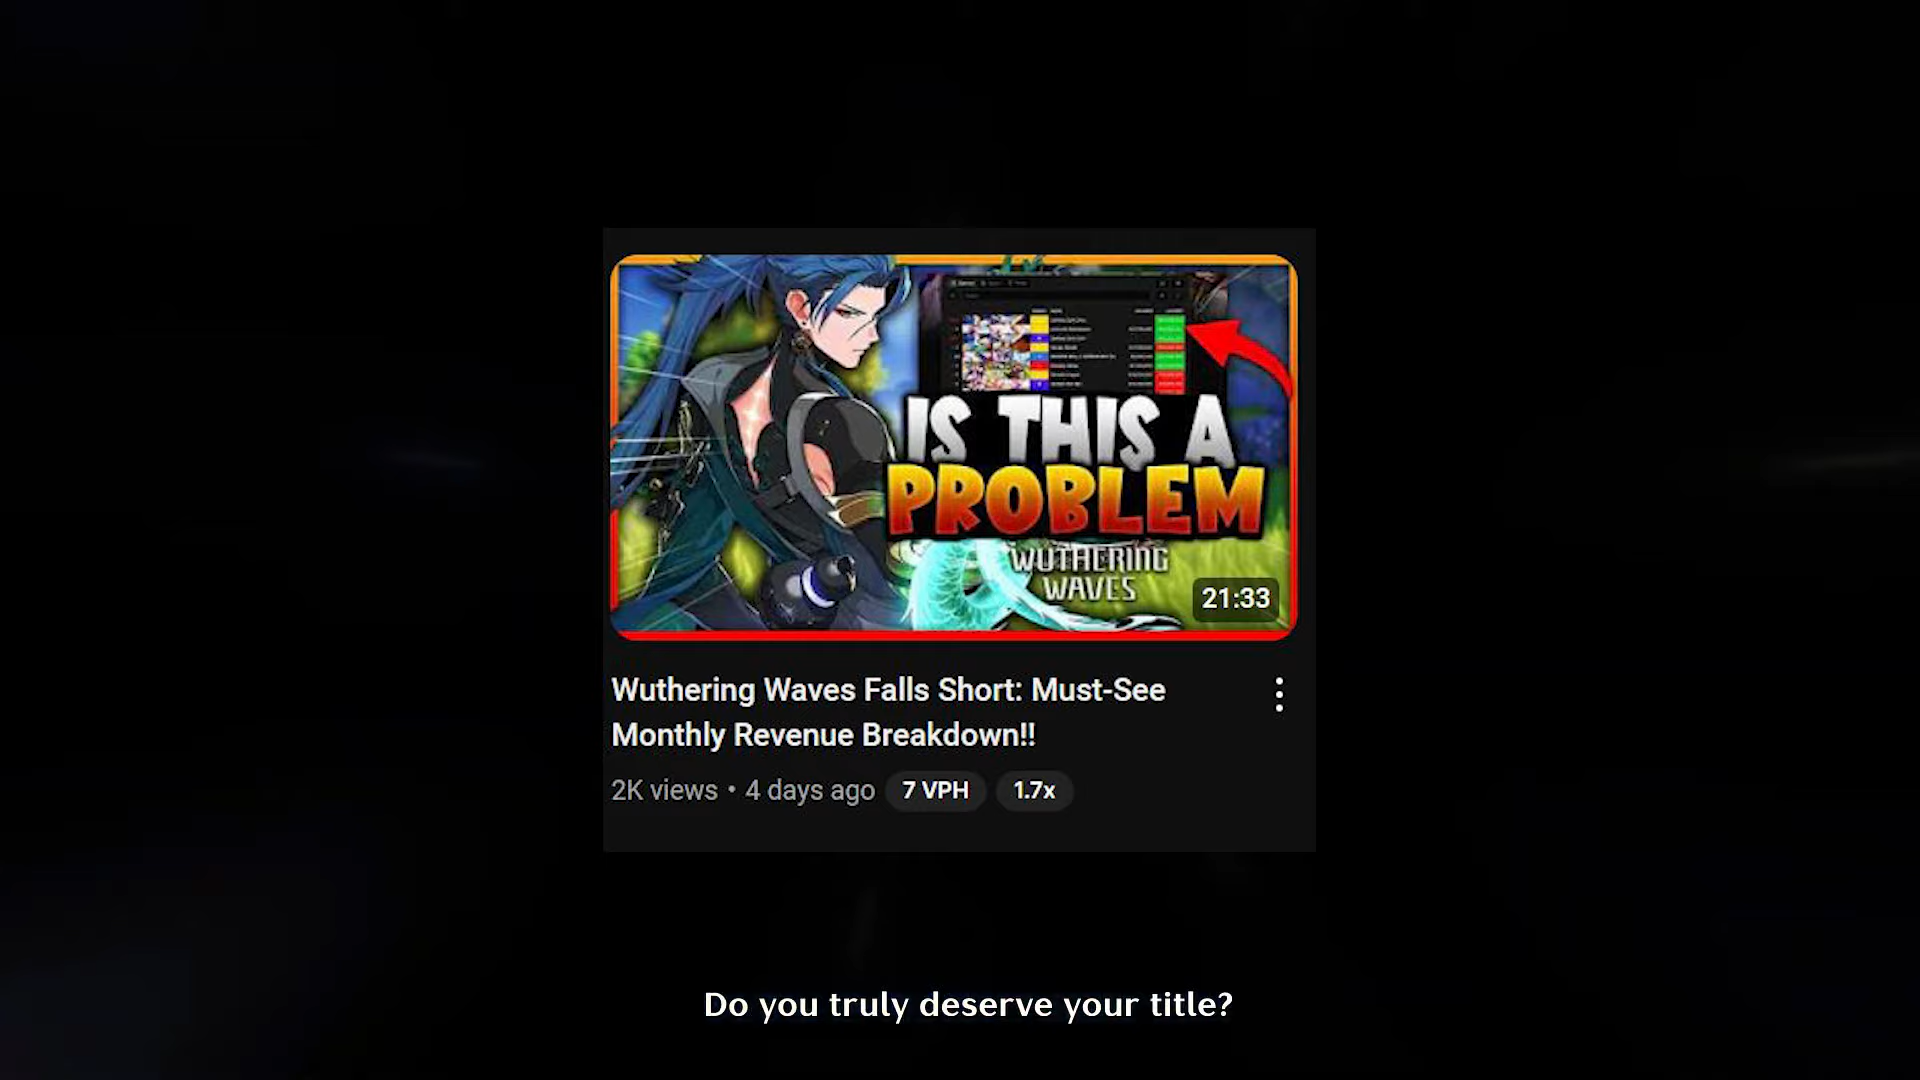 IS THIS A
PROBLEM
WUTHERING
WAVES
21:33
Wuthering Waves Falls Short: Must-See
Monthly Revenue Breakdown!!
2K views • 4 days ago 7 VPH 1.7x
Do you truly deserve your title?